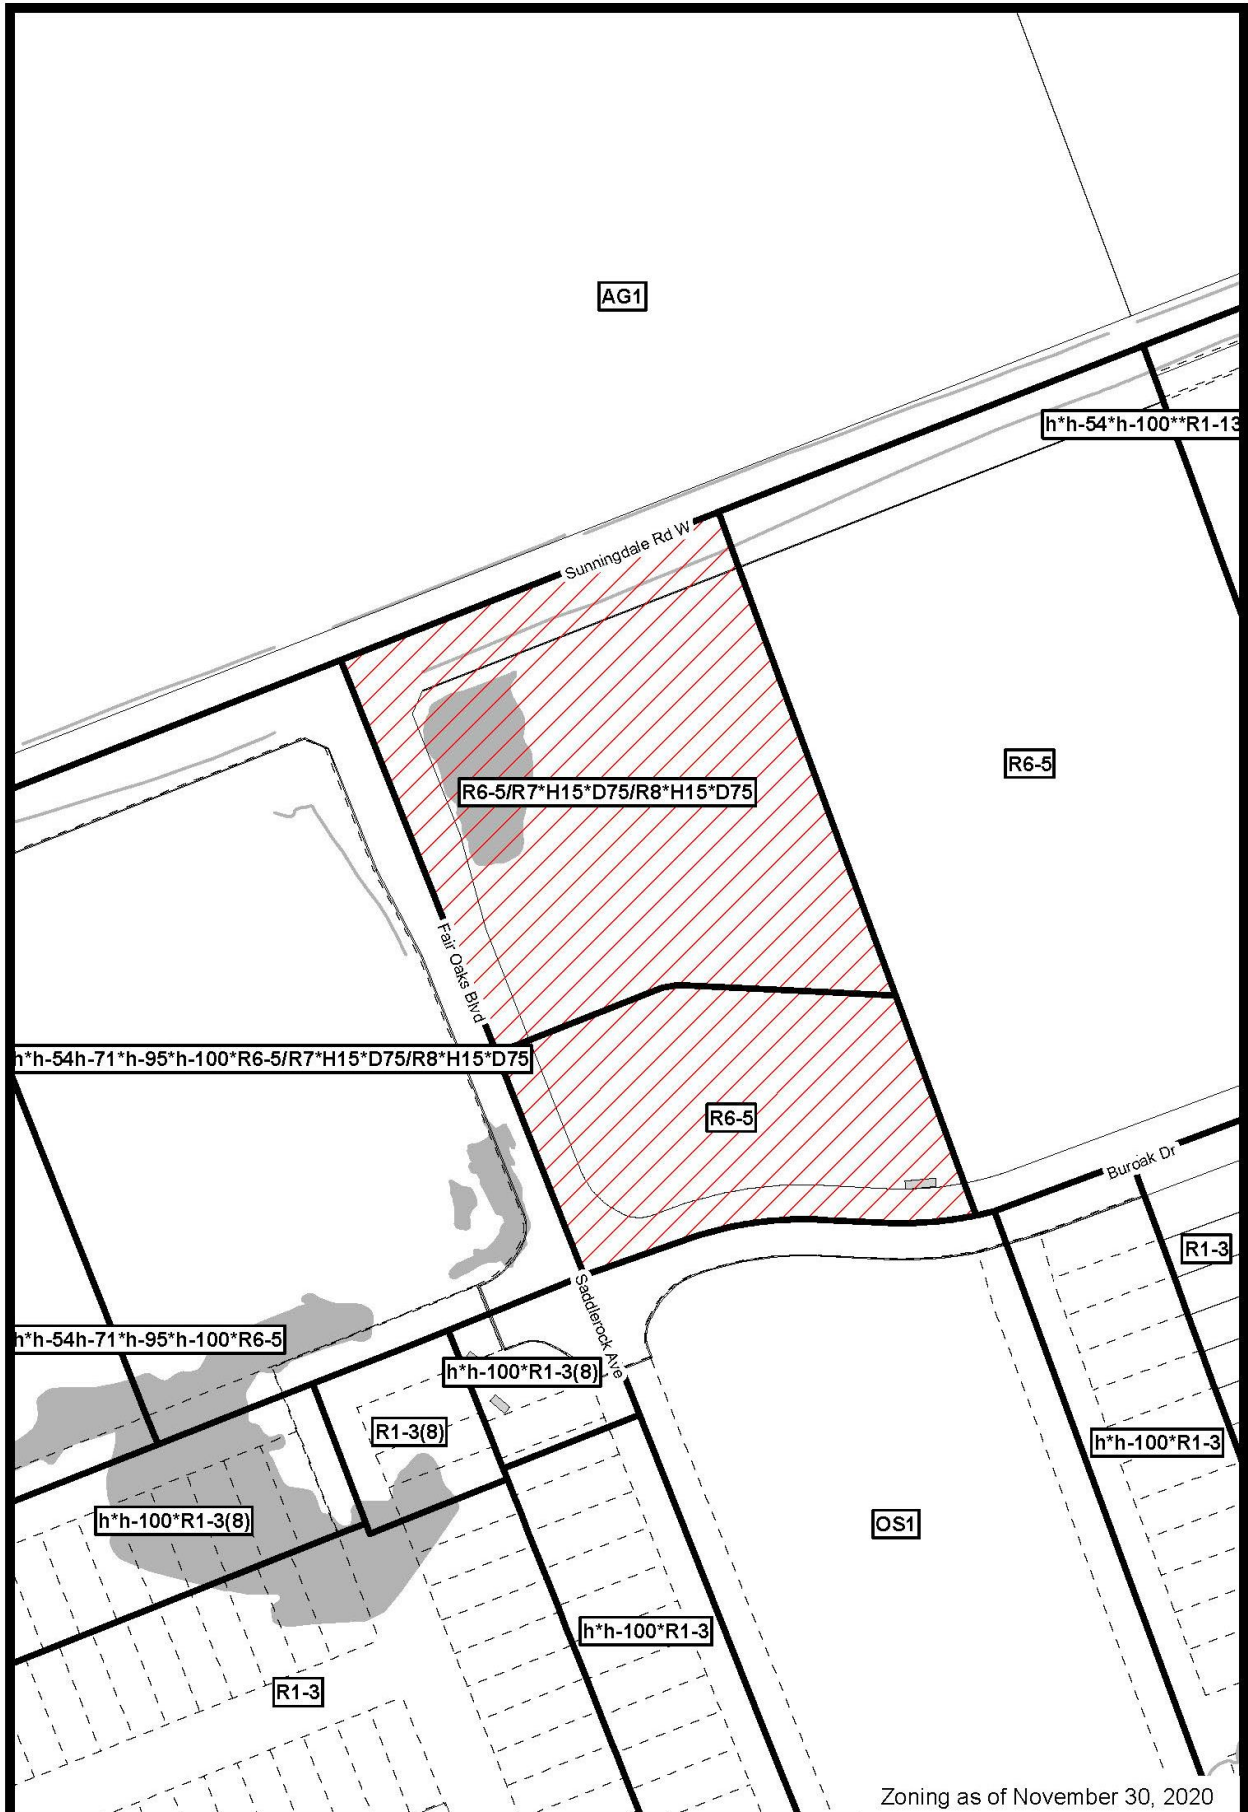 AG1
h*h-54*h-100**R1-13
Sunningdale Rd W
R6-5
R6-5/R7*H15*D75/R8*H15*D75
Fair Oaks Blvd
h*h-54h-71*h-95*h-100*R6-5/R7*H15*D75/R8*H15*D75
R6-5
Buroak Dr
R1-3
Saddlerock Ave
h*h-54h-71*h-95*h-100*R6-5
h*h-100*R1-3(8)
R1-3(8)
h*h-100*R1-3
h*h-100*R1-3(8)
OS1
h*h-100*R1-3
R1-3
Zoning as of November 30, 2020